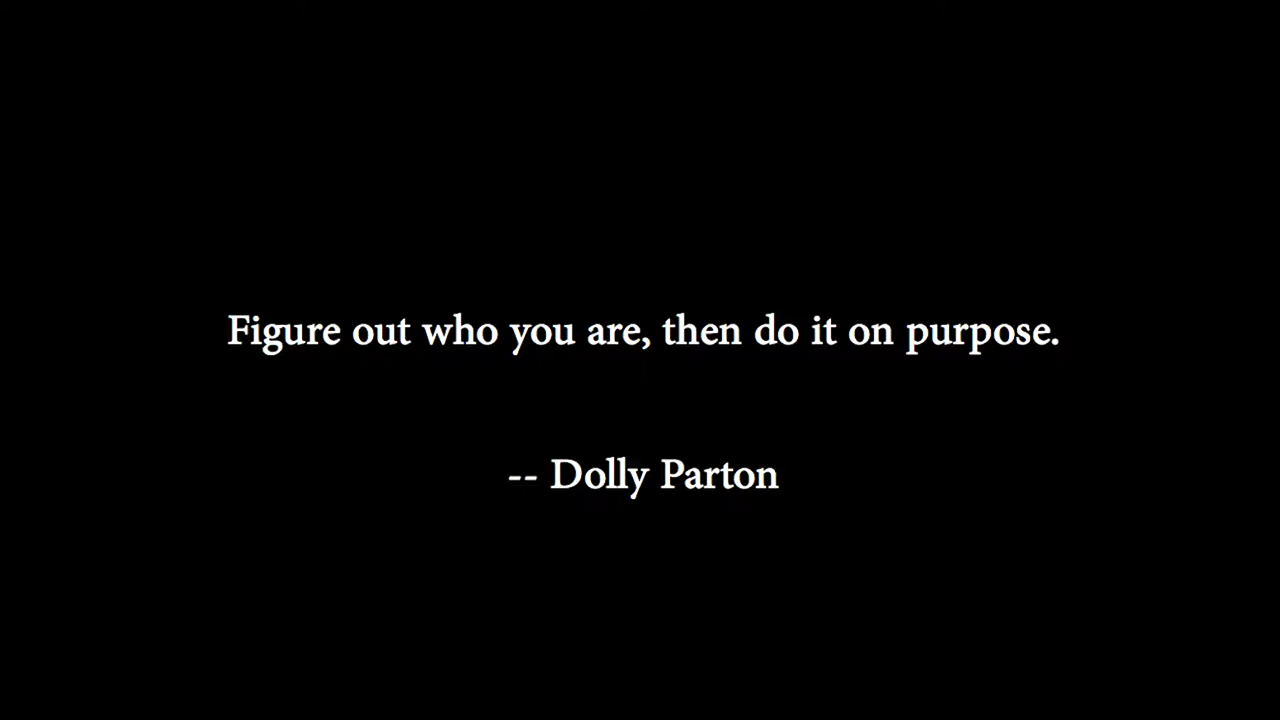 Figure out who you are, then do it on purpose.
-- Dolly Parton